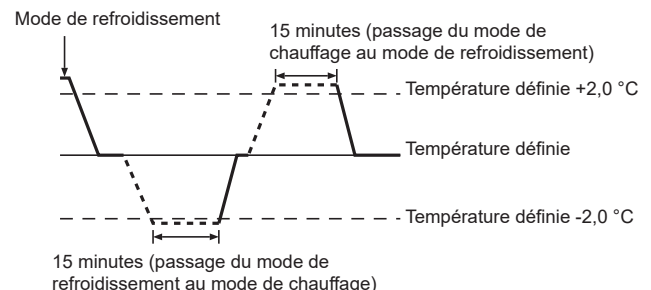 Mode de refroidissement
15 minutes (passage du mode de
chauffage au mode de refroidissement)
Température définie +2,0 °C
Température définie
Température définie -2,0 °C
15 minutes (passage du mode de
refroidissement au mode de chauffage)